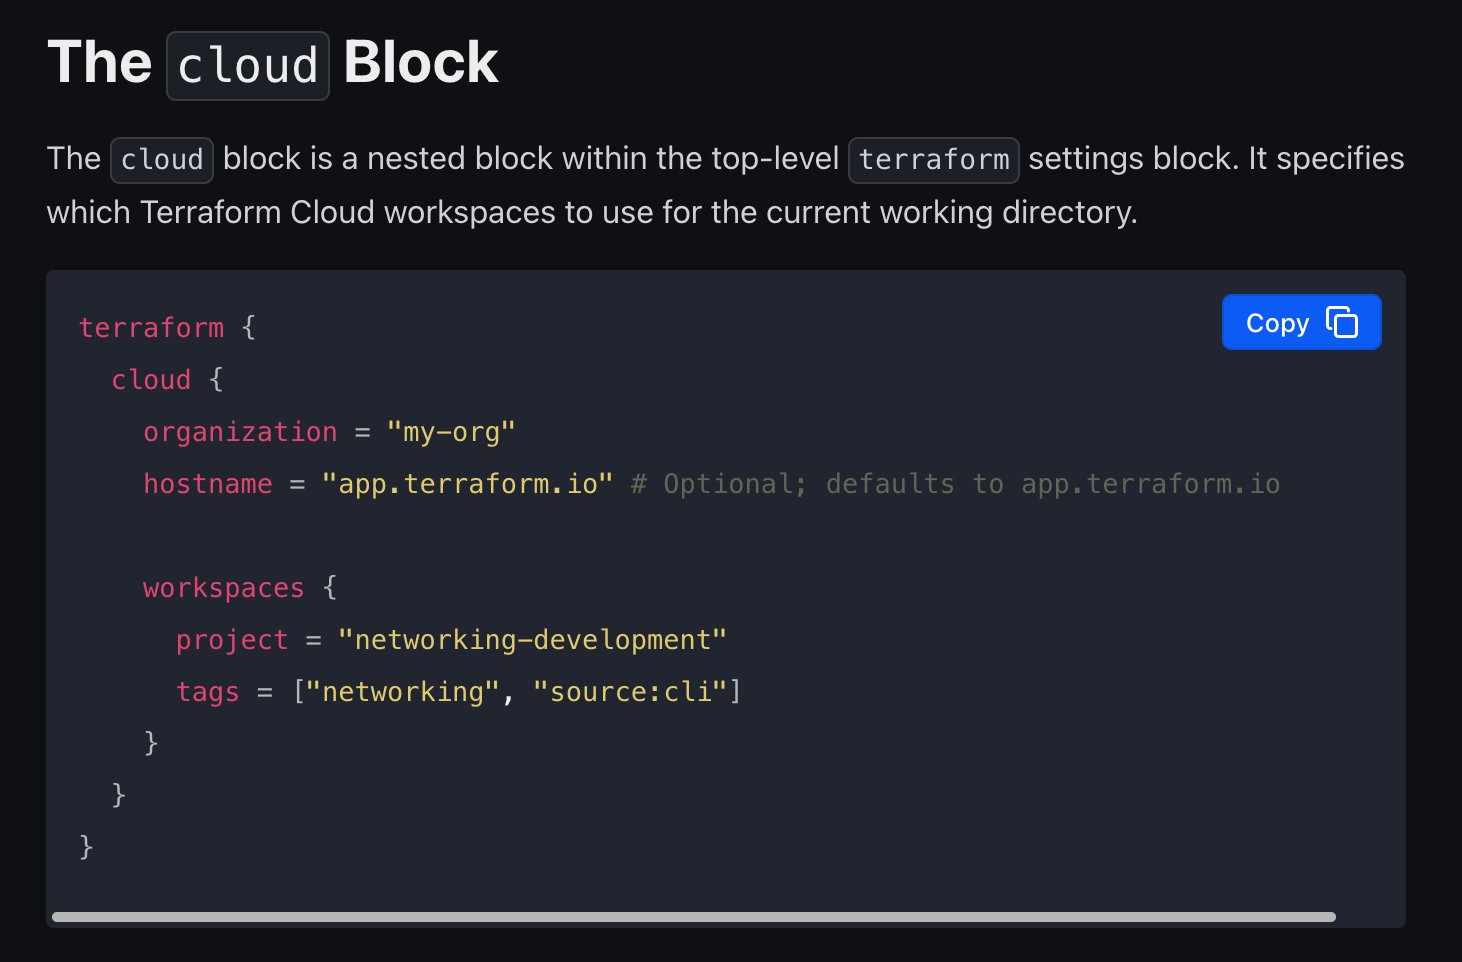 The cloud Block
The cloud block is a nested block within the top-level terraform settings block. It specifies
which Terraform Cloud workspaces to use for the current working directory.
Copy
terraform {
  cloud {
    organization = "my-org"
    hostname = "app.terraform.io" # Optional; defaults to app.terraform.io

    workspaces {
      project = "networking-development"
      tags = ["networking", "source:cli"]
    }
  }
}